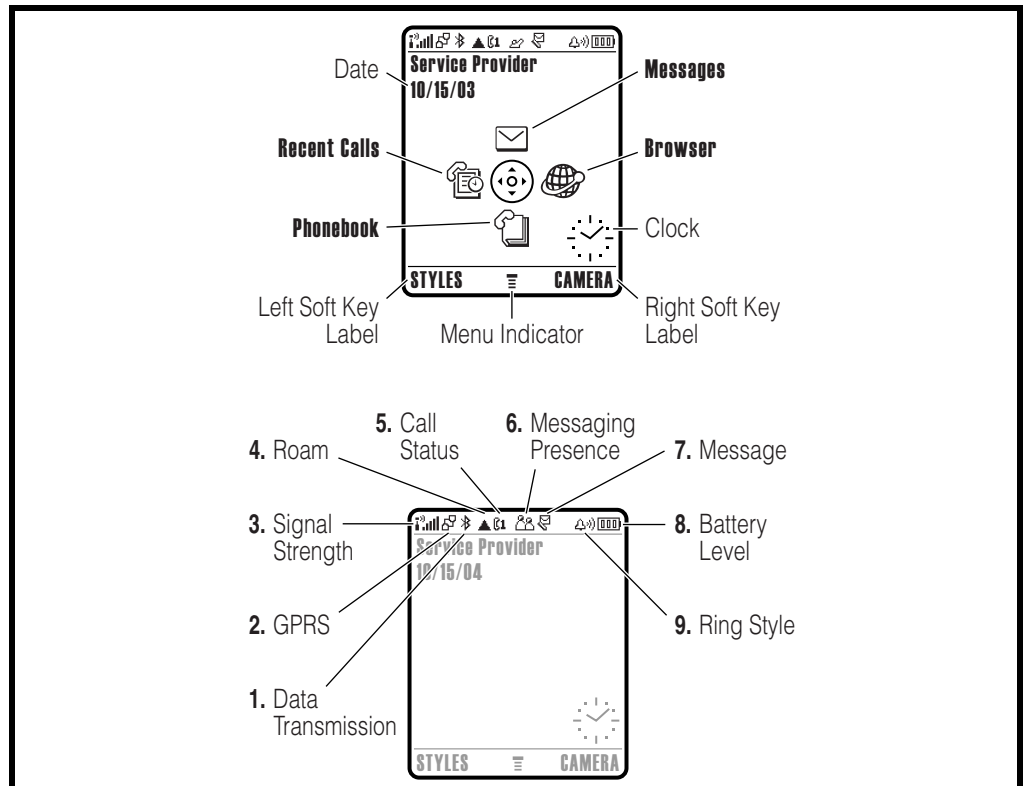 Date
Service Provider
10/15/03
Messages
Recent Calls
Browser
Phonebook
Clock
STYLES
CAMERA
Left Soft Key
Label
Menu Indicator
Right Soft Key
Label
5. Call
Status
6. Messaging
Presence
4. Roam
7. Message
3. Signal
Strength
1
8. Battery
Level
Service Provider
10/15/04
2. GPRS
9. Ring Style
1. Data
Transmission
STYLES
CAMERA